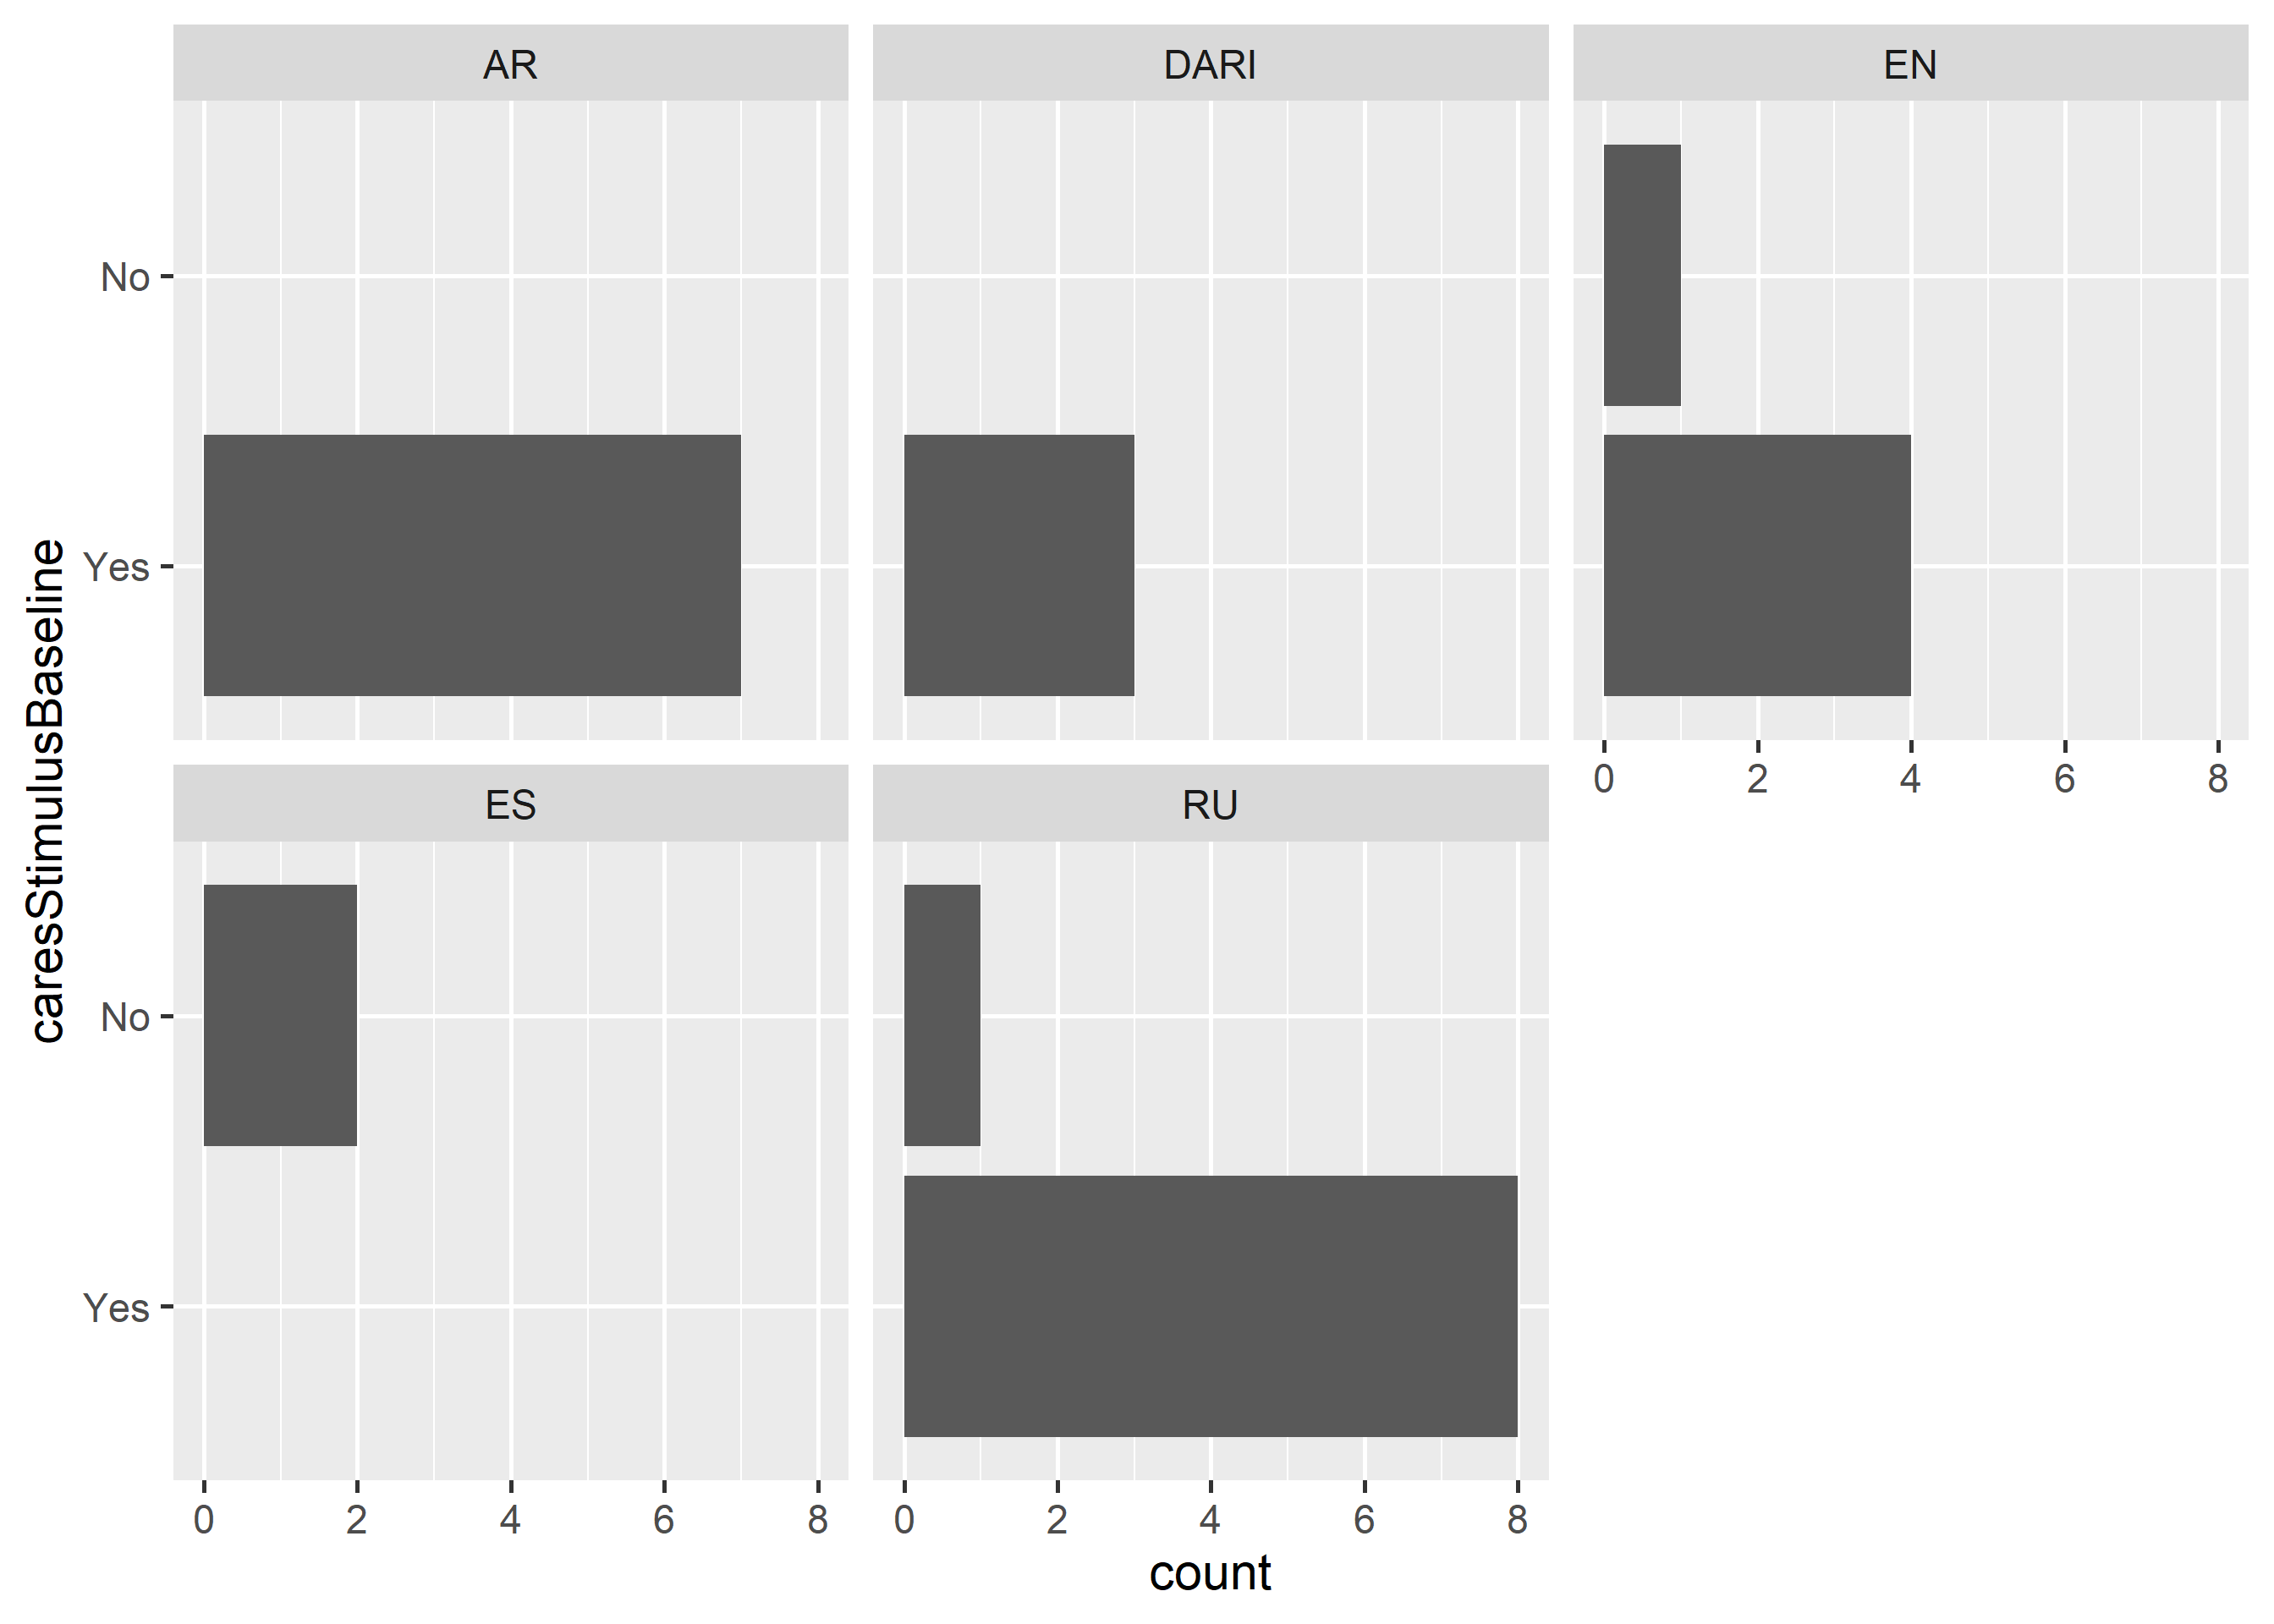 AR
DARI
EN
No
Yes
0 2 4 6 8
ES
RU
No
Yes
0 2 4 6 8
0 2 4 6 8
count
caresStimulusBaseline